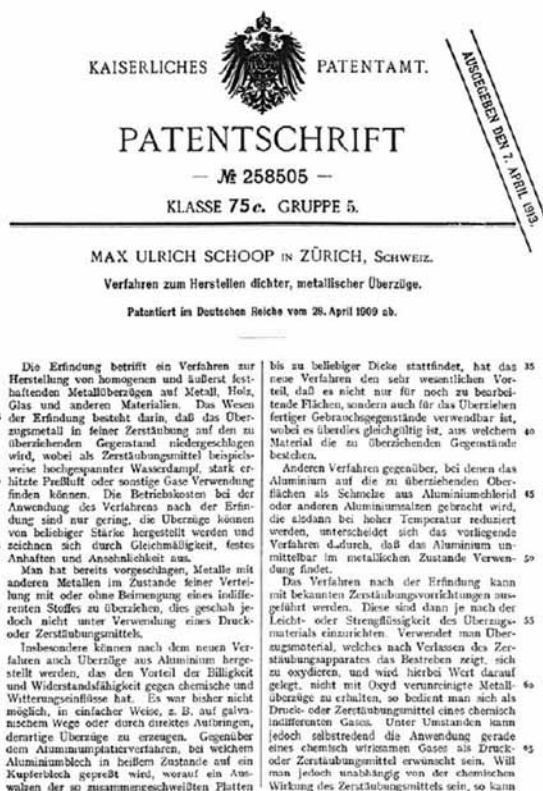 KAISERLICHES PATENTAMT.
AUSGEGEBEN DEN 7. APRIL 1913.
PATENTSCHRIFT
— № 258505 —
KLASSE 75c. GRUPPE 5.
MAX ULRICH SCHOOP IN ZÜRICH, SCHWEIZ.
Verfahren zum Herstellen dichter, metallischer Überzüge.
Patentiert im Deutschen Reiche vom 28. April 1909 ab.
Die Erfindung betrifft ein Verfahren zur
Herstellung von homogenen und äußerst fest-
haftenden Metallüberzügen auf Metall, Holz,
Glas und anderen Materialien. Das Wesen
der Erfindung besteht darin, daß das Über-
zugsmetall in feiner Zerstäubung auf den zu
überziehenden Gegenstand niedergeschlagen
wird, wobei als Zerstäubungsmittel beispiels-
weise hochgespannter Wasserdampf, stark er-
hitzte Preßluft oder sonstige Gase Verwendung
finden können. Die Betriebskosten bei der
Anwendung des Verfahrens nach der Erfin-
dung sind nur gering, die Überzüge können
von beliebiger Stärke hergestellt werden und
zeichnen sich durch Gleichmäßigkeit, festes
Anhaften und Ansehnlichkeit aus.
Man hat bereits vorgeschlagen, Metalle mit
anderen Metallen im Zustande feiner Vertei-
lung mit oder ohne Beimengung eines indiffe-
renten Stoffes zu überziehen, dies geschah je-
doch nicht unter Verwendung eines Druck-
oder Zerstäubungsmittels.
Insbesondere können nach dem neuen Ver-
fahren auch Überzüge aus Aluminium herge-
stellt werden, das den Vorteil der Billigkeit
und Widerstandsfähigkeit gegen chemische und
Witterungseinflüsse hat. Es war bisher nicht
möglich, in einfacher Weise, z. B. auf galva-
nischem Wege oder durch direktes Aufbringen,
derartige Überzüge zu erzeugen. Gegenüber
dem Aluminiumplattierverfahren, bei welchem
Aluminiumblech in heißem Zustande auf ein
Kupferblech gepreßt wird, worauf ein Aus-
walzen der so zusammengeschweißten Platten
bis zu beliebiger Dicke stattfindet, hat das 35
neue Verfahren den sehr wesentlichen Vor-
teil, daß es nicht nur für noch zu bearbei-
tende Flächen, sondern auch für das Überziehen
fertiger Gebrauchsgegenstände verwendbar ist,
wobei es überdies gleichgültig ist, aus welchem 40
Material die zu überziehenden Gegenstände
bestehen.
Anderen Verfahren gegenüber, bei denen das
Aluminium auf die zu überziehenden Ober-
flächen als Schmelze aus Aluminiumchlorid 45
oder anderen Aluminiumsalzen gebracht wird,
die alsdann bei hoher Temperatur reduziert
werden, unterscheidet sich das vorliegende
Verfahren dadurch, daß das Aluminium un-
mittelbar im metallischen Zustande Verwen- 50
dung findet.
Das Verfahren nach der Erfindung kann
mit bekannten Zerstäubungsvorrichtungen aus-
geführt werden. Diese sind dann je nach der
Leicht- oder Strengflüssigkeit des Überzugs- 55
materials einzurichten. Verwendet man Über-
zugsmaterial, welches nach Verlassen des Zer-
stäubungsapparates das Bestreben zeigt, sich
zu oxydieren, und wird hierbei Wert darauf
gelegt, nicht mit Oxyd verunreinigte Metall- 60
überzüge zu erhalten, so bedient man sich als
Druck- oder Zerstäubungsmittel eines chemisch
indifferenten Gases. Unter Umständen kann
jedoch selbstredend die Anwendung gerade
eines chemisch wirksamen Gases als Druck- 65
oder Zerstäubungsmittel erwünscht sein. Will
man jedoch unabhängig von der chemischen
Wirkung des Zerstäubungsmittels sein, so kann